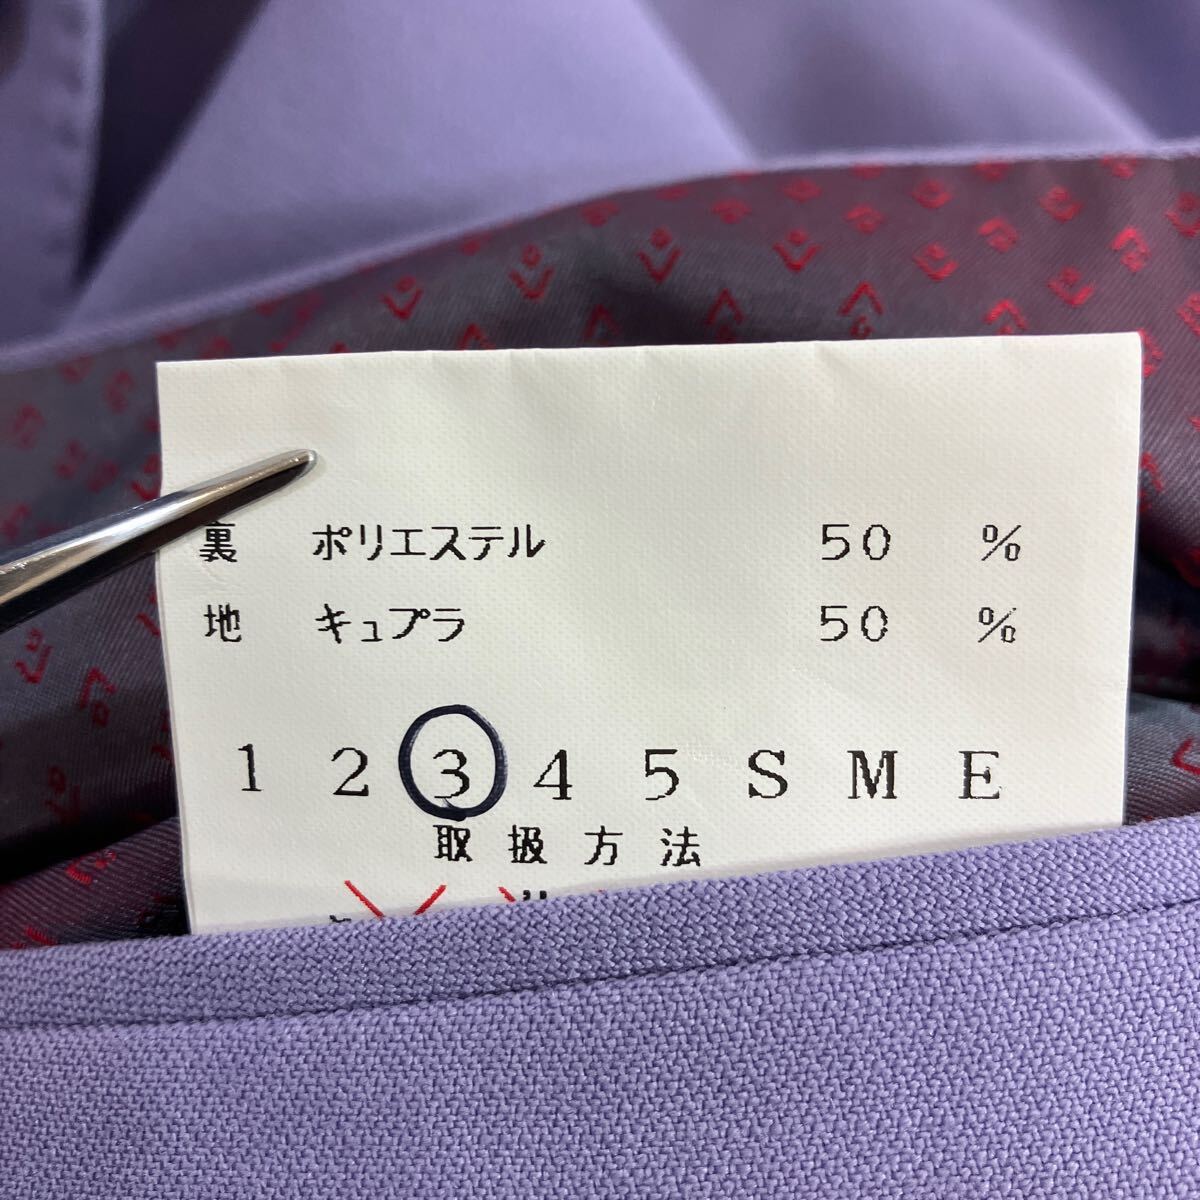 裏 ポリエステル 50 %
地 キュプラ 50 %
1 2 3 4 5 S M E
取扱方法